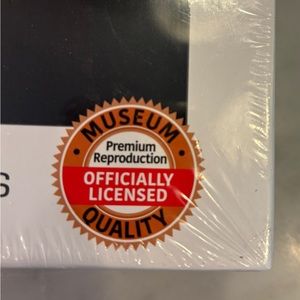 MUSEUM
Premium
Reproduction
OFFICIALLY
LICENSED
QUALITY
S